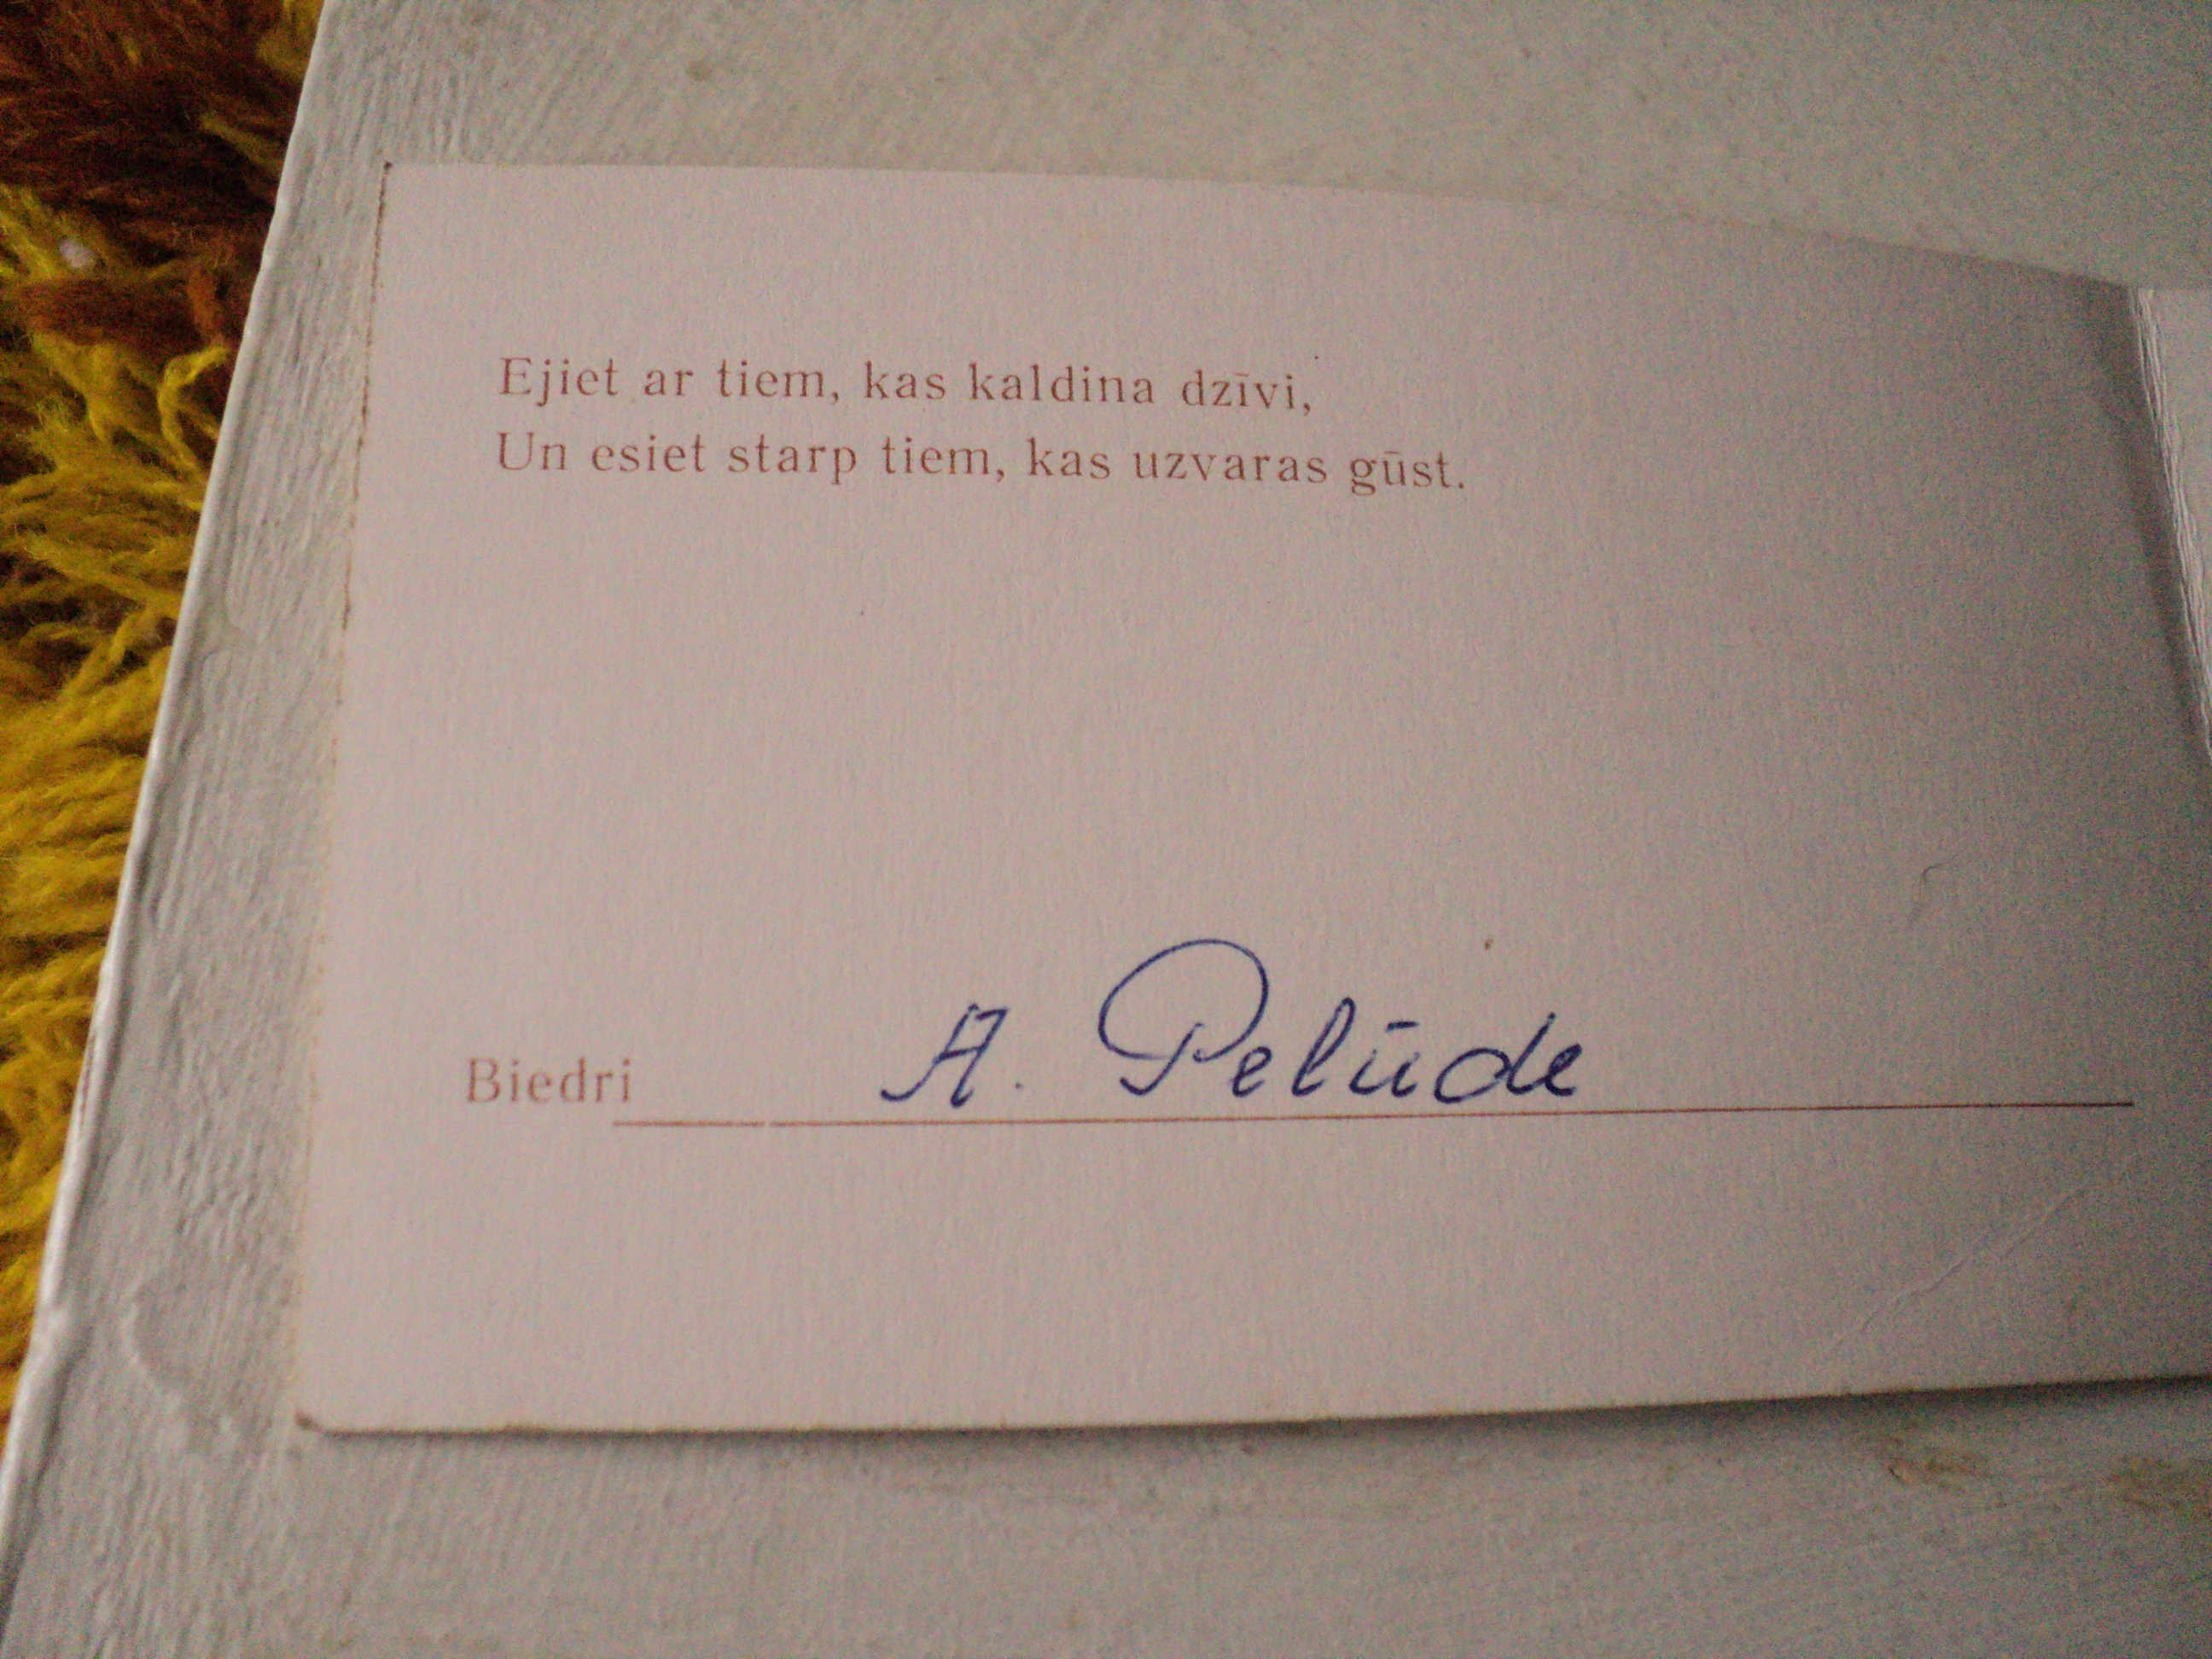 Ejiet ar tiem, kas kaldina dzīvi,
Un esiet starp tiem, kas uzvaras gūst.
Biedri A. Pelūde